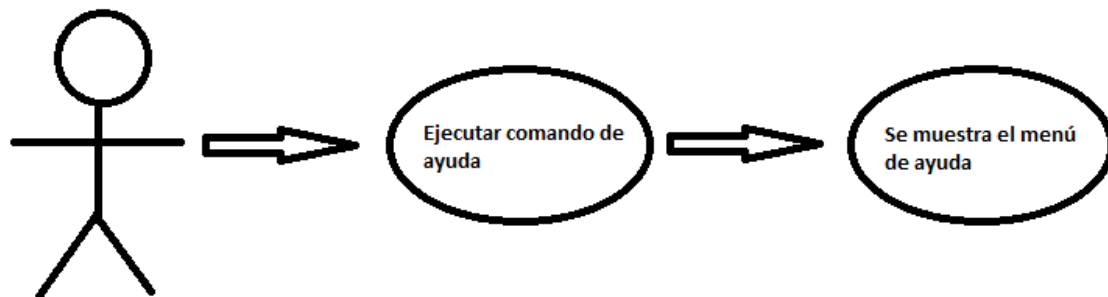 Ejecutar comando de
ayuda
Se muestra el menú
de ayuda